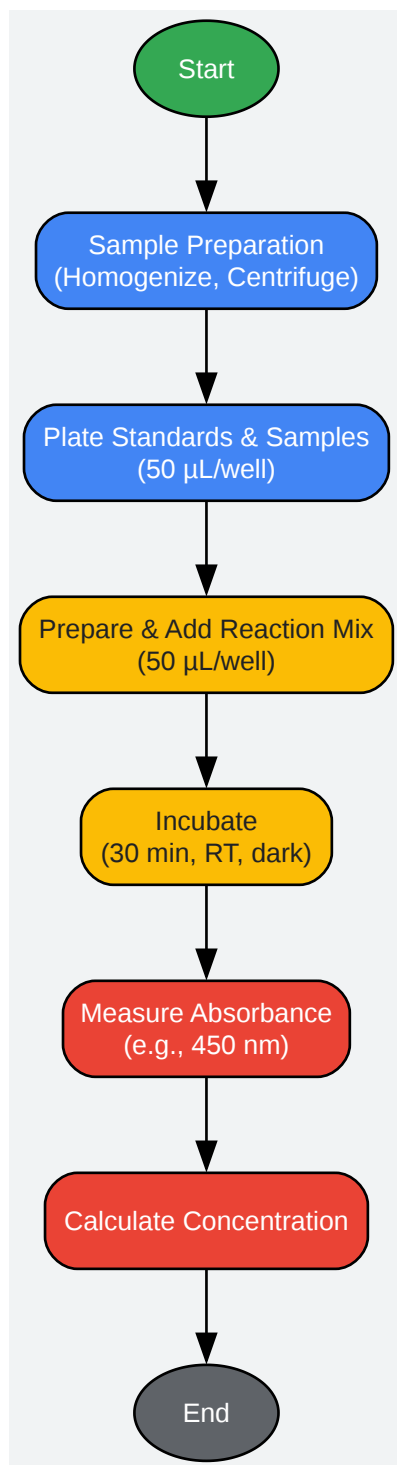 Start
Sample Preparation
(Homogenize, Centrifuge)
Plate Standards & Samples
(50 µL/well)
Prepare & Add Reaction Mix
(50 µL/well)
Incubate
(30 min, RT, dark)
Measure Absorbance
(e.g., 450 nm)
Calculate Concentration
End